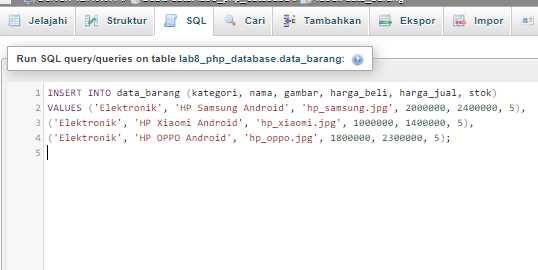 Jelajahi Struktur SQL Cari Tambahkan Ekspor Impor
Run SQL query/queries on table lab8_php_database.data_barang:
1 INSERT INTO data_barang (kategori, nama, gambar, harga_beli, harga_jual, stok)
2 VALUES ('Elektronik', 'HP Samsung Android', 'hp_samsung.jpg', 2000000, 2400000, 5),
3 ('Elektronik', 'HP Xiaomi Android', 'hp_xiaomi.jpg', 1000000, 1400000, 5),
4 ('Elektronik', 'HP OPPO Android', 'hp_oppo.jpg', 1800000, 2300000, 5);
5